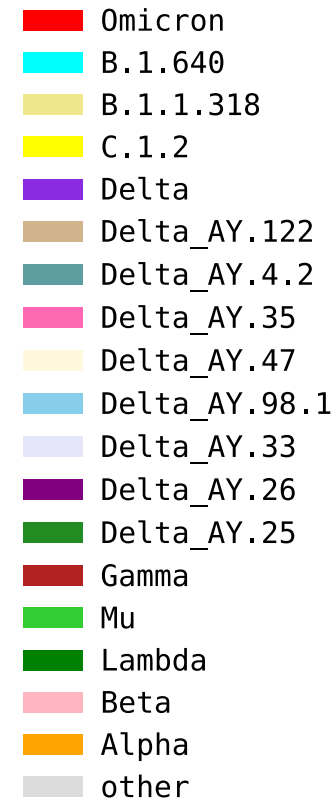 Omicron
B.1.640
B.1.1.318
C.1.2
Delta
Delta_AY.122
Delta_AY.4.2
Delta_AY.35
Delta_AY.47
Delta_AY.98.1
Delta_AY.33
Delta_AY.26
Delta_AY.25
Gamma
Mu
Lambda
Beta
Alpha
other